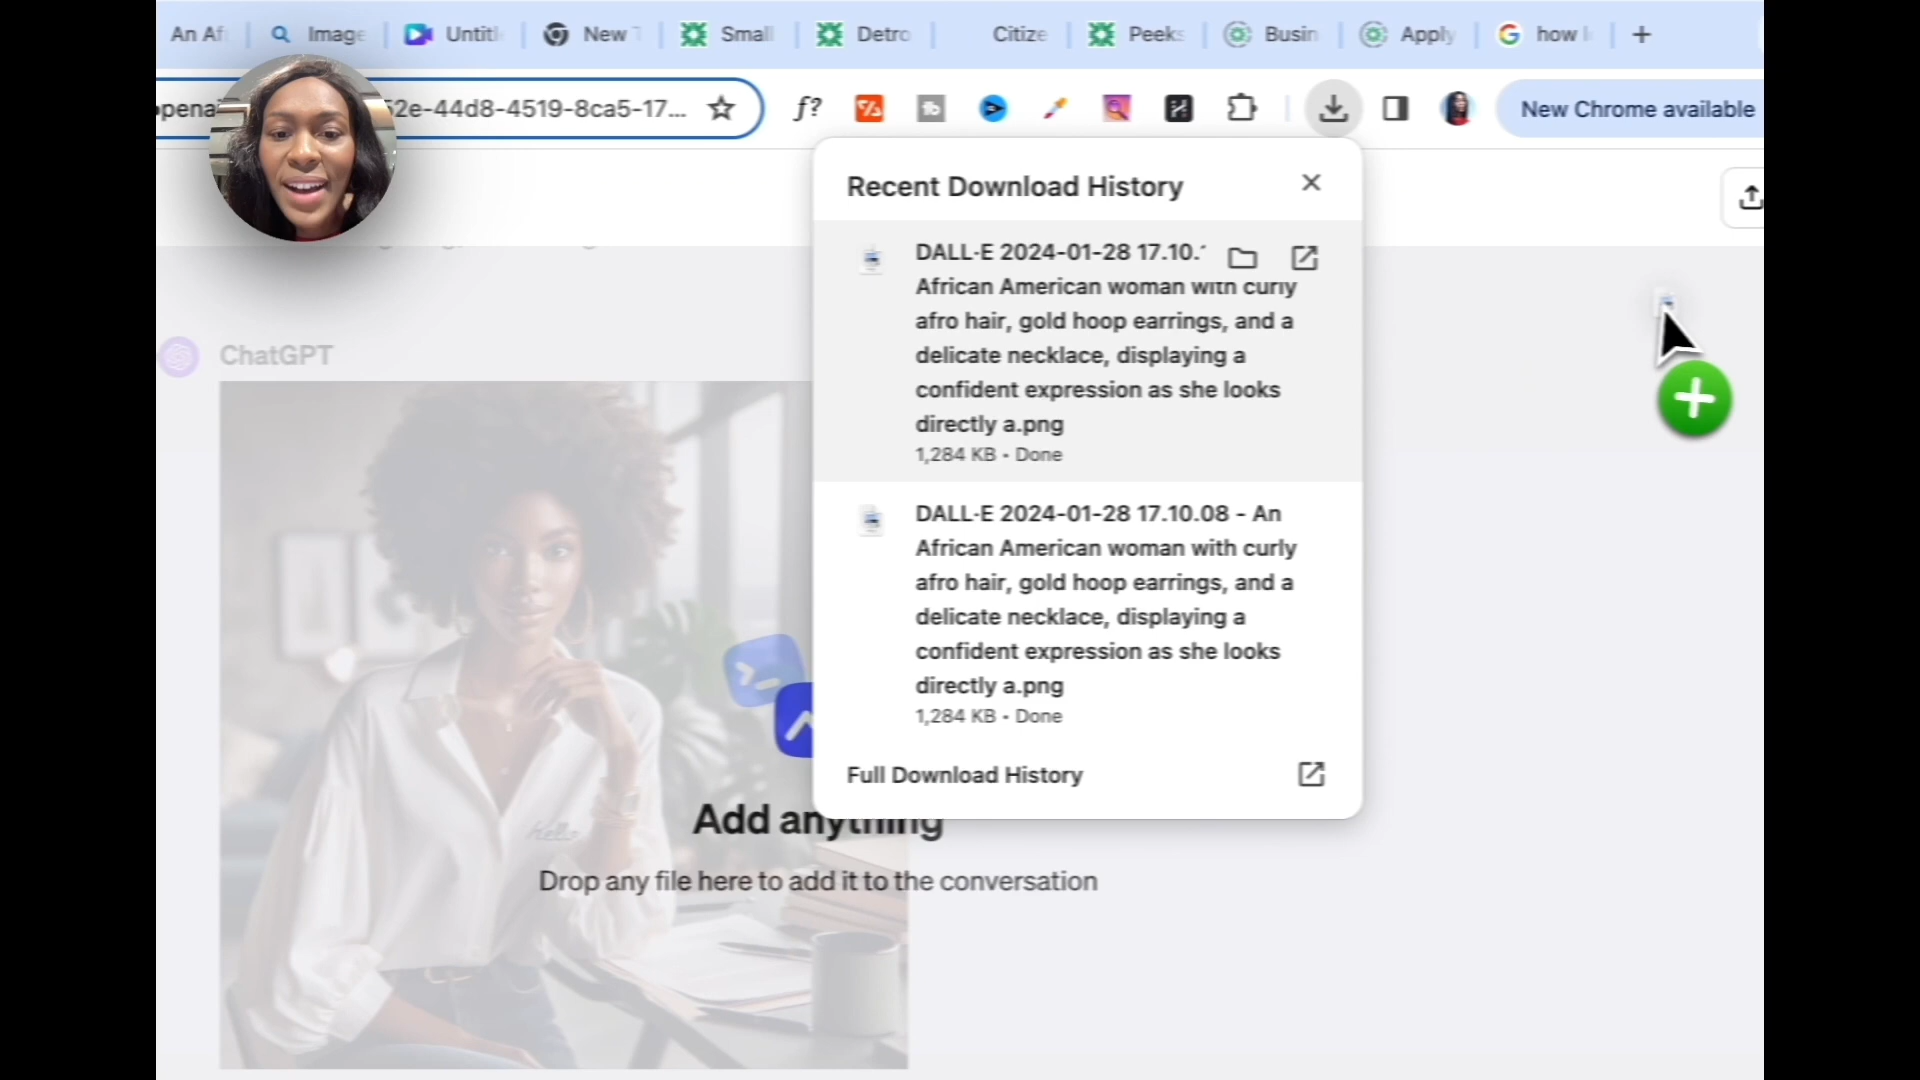 An Af
Image
Untitl
New T
Small
Detro
Citize
Peeks
Busin
Apply
how l
penai
2e-44d8-4519-8ca5-17...
f?
New Chrome available
Recent Download History
DALL·E 2024-01-28 17.10.
African American woman with curly
afro hair, gold hoop earrings, and a
delicate necklace, displaying a
confident expression as she looks
directly a.png
1,284 KB • Done
DALL·E 2024-01-28 17.10.08 - An
African American woman with curly
afro hair, gold hoop earrings, and a
delicate necklace, displaying a
confident expression as she looks
directly a.png
1,284 KB • Done
Full Download History
ChatGPT
hello
Add anything
Drop any file here to add it to the conversation